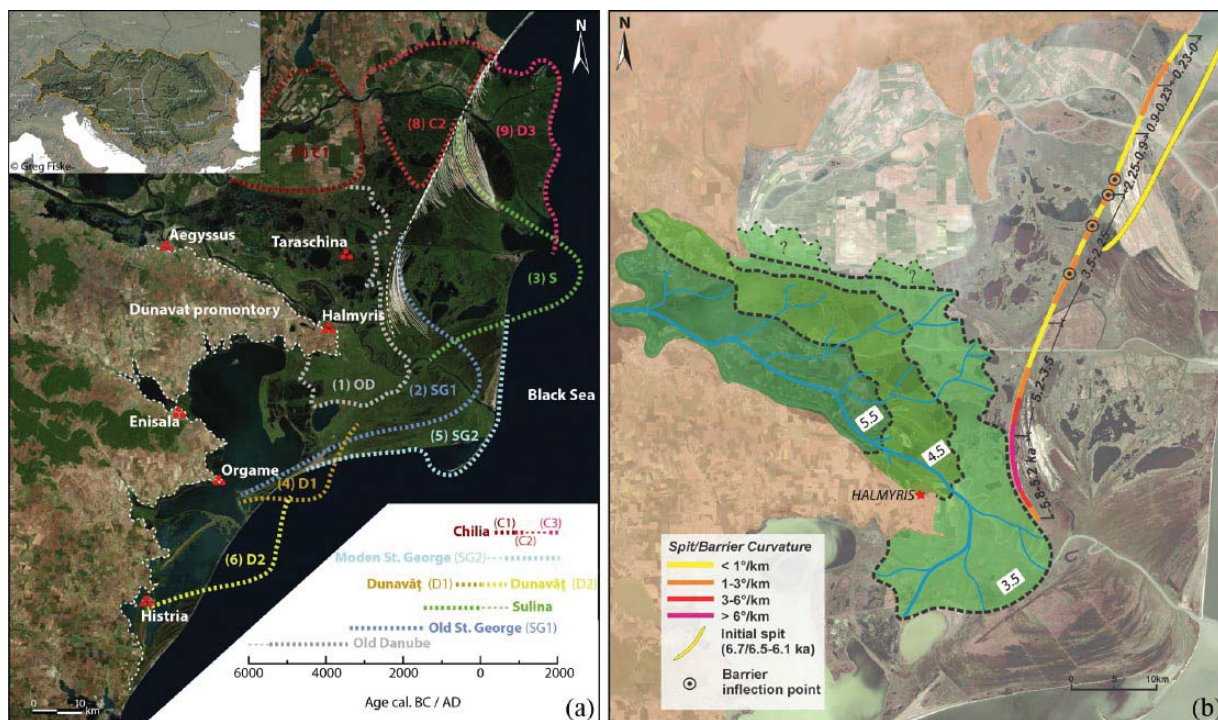 N
© Greg Fiske
(8) C2
(9) D3
C1
Aegyssus
Taraschina
(3) S
Dunavat promontory
Halmyris
(1) OD
(2) SG1
Black Sea
Enisala
(5) SG2
Orgame
(4) D1
(6) D2
Histria
Chilia
(C1)
(C3)
(C2)
Moden St. George (SG2)
Dunavăţ (D1)
Dunavăţ (D2)
Sulina
Old St. George (SG1)
Old Danube
6000 4000 2000 0 2000
Age cal. BC / AD
0 10
km
(a)
N
0.23-0
0.9-0.23
2.25-0.9
3.5-2.25
5.2-3.5
5.8-5.2 ka
?
?
5.5
4.5
HALMYRIS
3.5
Spit/Barrier Curvature
< 1°/km
1-3°/km
3-6°/km
> 6°/km
Initial spit
(6.7/6.5-6.1 ka)
Barrier
inflection point
0 10km
(b)